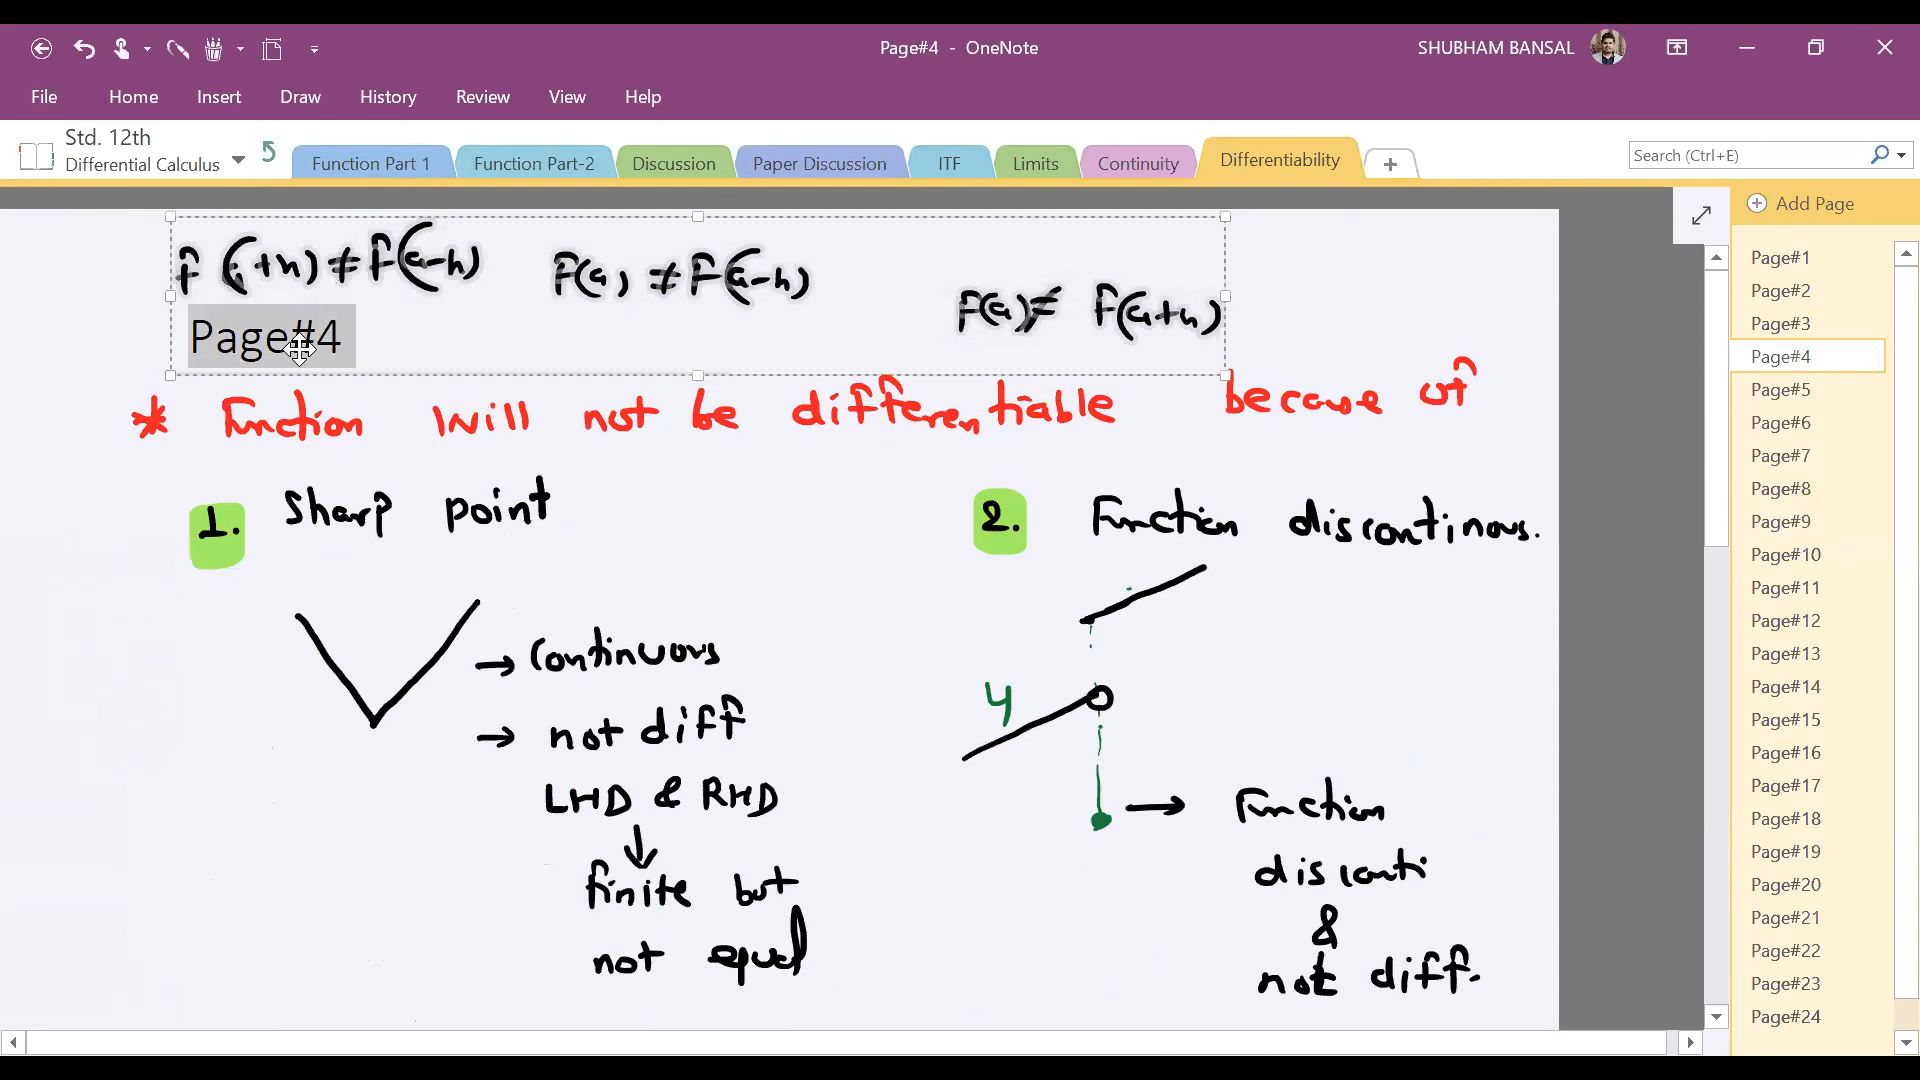 Page#4 - OneNote
SHUBHAM BANSAL
File Home Insert Draw History Review View Help
Std. 12th
Differential Calculus
Function Part 1
Function Part-2
Discussion
Paper Discussion
ITF
Limits
Continuity
Differentiability
+
Search (Ctrl+E)
Add Page
f(a+h) ≠ f(a-h) f(a) ≠ f(a-h)
f(a) ≠ f(a+h)
Page#4
* Function will not be differentiable because of
1. Sharp point
2. Function discontinous.
→ Continuous
→ not diff
LHD & RHD
↓
finite but
not equal
4
→ Function
disconti
&
not diff.
Page#1
Page#2
Page#3
Page#4
Page#5
Page#6
Page#7
Page#8
Page#9
Page#10
Page#11
Page#12
Page#13
Page#14
Page#15
Page#16
Page#17
Page#18
Page#19
Page#20
Page#21
Page#22
Page#23
Page#24